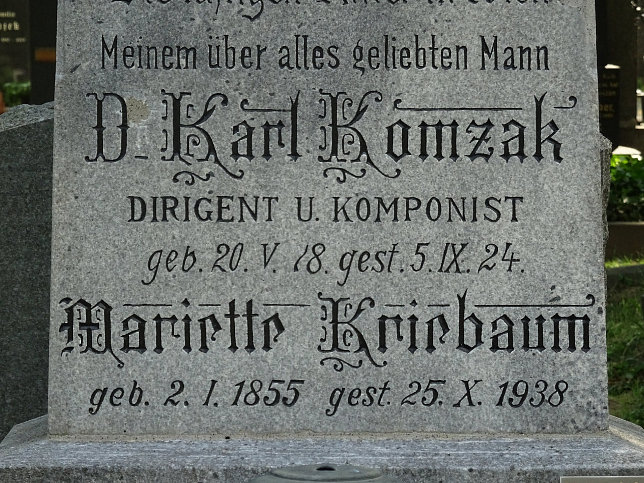 Meinem über alles geliebten Mann
D. Karl Komzak
DIRIGENT U. KOMPONIST
geb. 20. V. 78. gest. 5. IX. 24.
Mariette Kriebaum
geb. 2. I. 1855 gest. 25. X. 1938